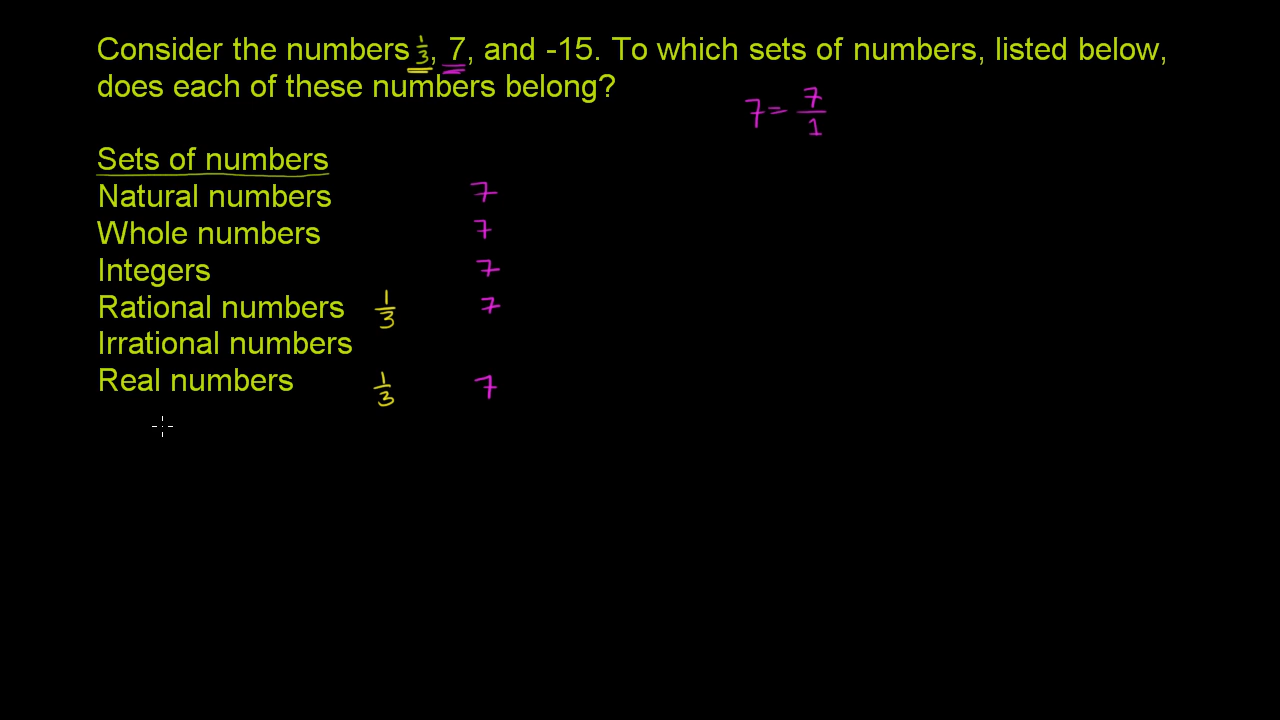 Consider the numbers 1/3, 7, and -15. To which sets of numbers, listed below,
does each of these numbers belong?
7 = 7/1
Sets of numbers
Natural numbers 7
Whole numbers 7
Integers 7
Rational numbers 1/3 7
Irrational numbers
Real numbers 1/3 7